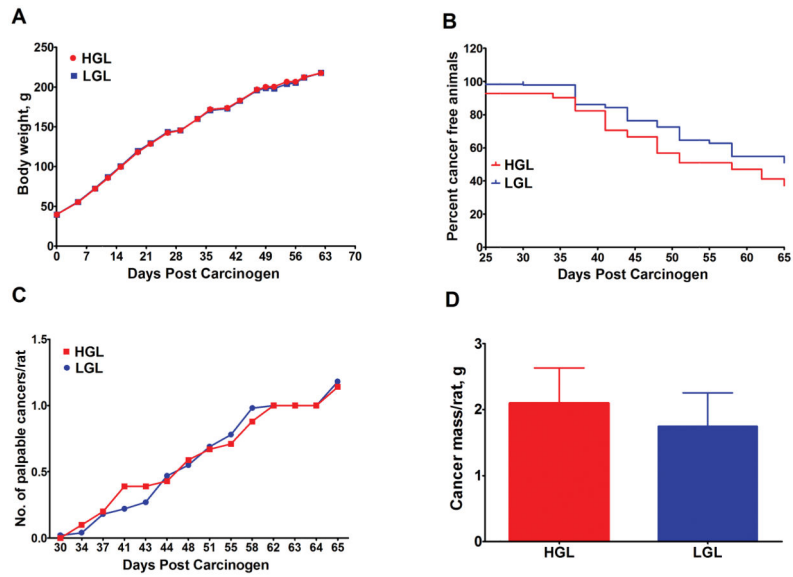 A
HGL
LGL
Body weight, g
250
200
150
100
50
0
0 7 14 21 28 35 42 49 56 63 70
Days Post Carcinogen
B
Percent cancer free animals
120
100
80
60
40
20
0
HGL
LGL
25 30 35 40 45 50 55 60 65
Days Post Carcinogen
C
HGL
LGL
No. of palpable cancers/rat
1.5
1.0
0.5
0.0
30 34 37 41 43 44 48 51 55 58 62 63 64 65
Days Post Carcinogen
D
Cancer mass/rat, g
3
2
1
0
HGL LGL